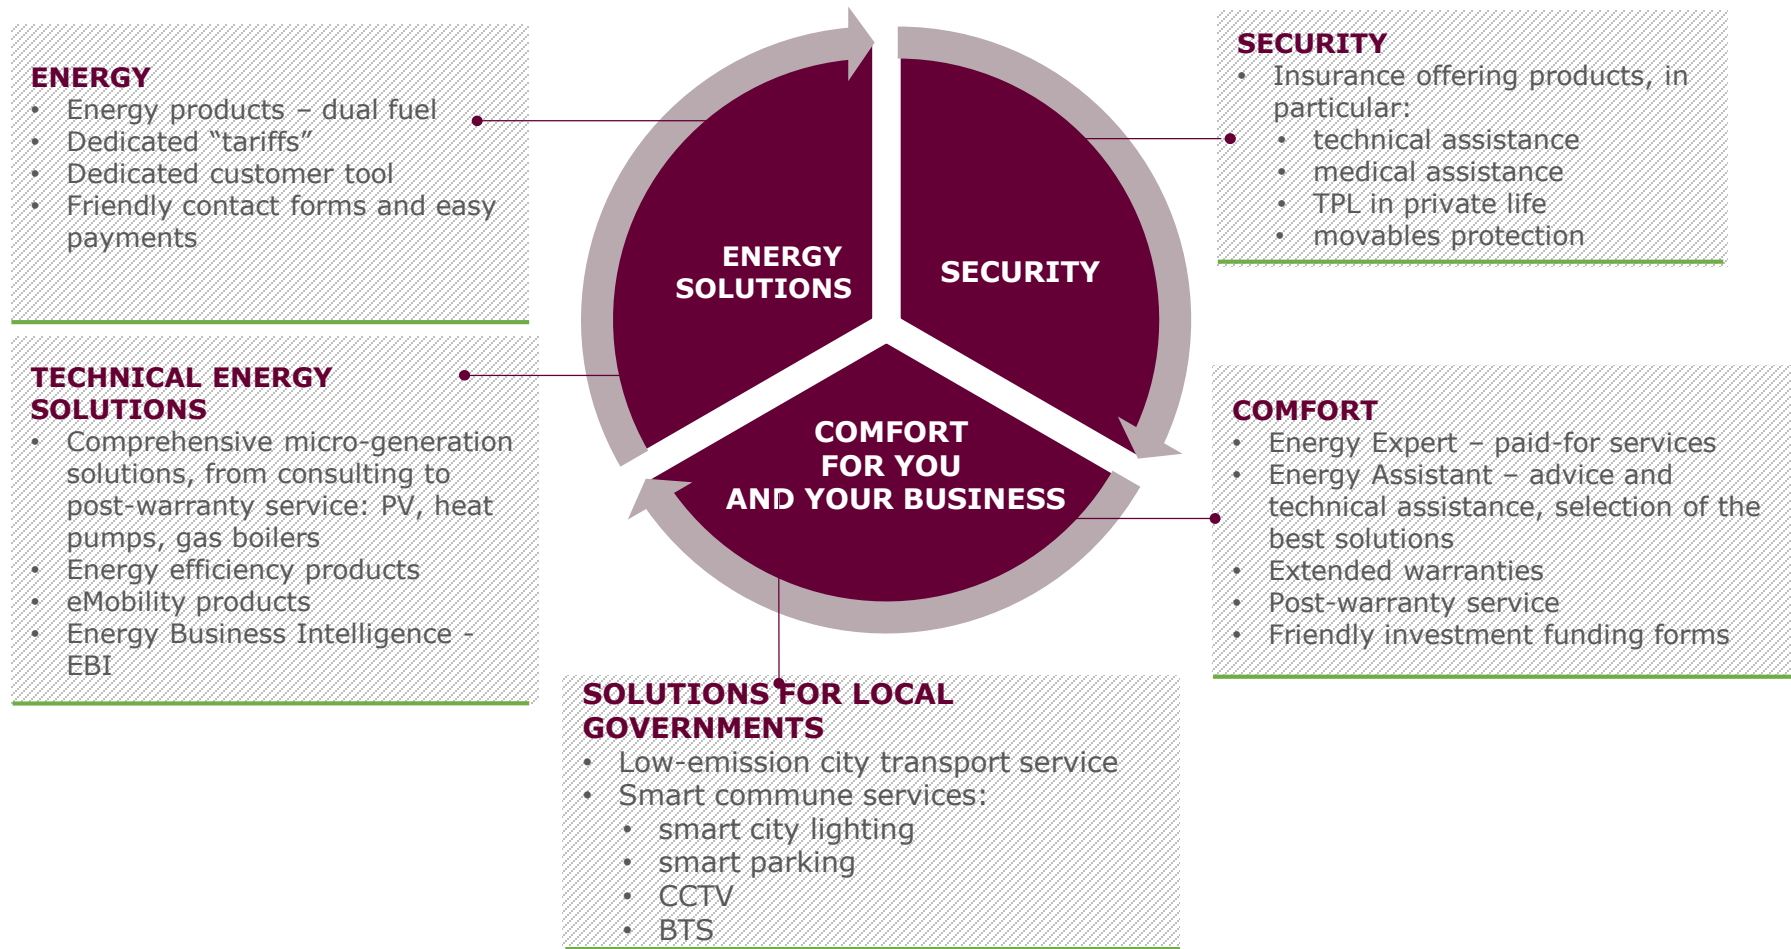 ENERGY
• Energy products – dual fuel
• Dedicated “tariffs”
• Dedicated customer tool
• Friendly contact forms and easy
payments
TECHNICAL ENERGY
SOLUTIONS
• Comprehensive micro-generation
solutions, from consulting to
post-warranty service: PV, heat
pumps, gas boilers
• Energy efficiency products
• eMobility products
• Energy Business Intelligence -
EBI
ENERGY
SOLUTIONS
SECURITY
COMFORT
FOR YOU
AND YOUR BUSINESS
SECURITY
• Insurance offering products, in
particular:
• technical assistance
• medical assistance
• TPL in private life
• movables protection
COMFORT
• Energy Expert – paid-for services
• Energy Assistant – advice and
technical assistance, selection of the
best solutions
• Extended warranties
• Post-warranty service
• Friendly investment funding forms
SOLUTIONS FOR LOCAL
GOVERNMENTS
• Low-emission city transport service
• Smart commune services:
• smart city lighting
• smart parking
• CCTV
• BTS